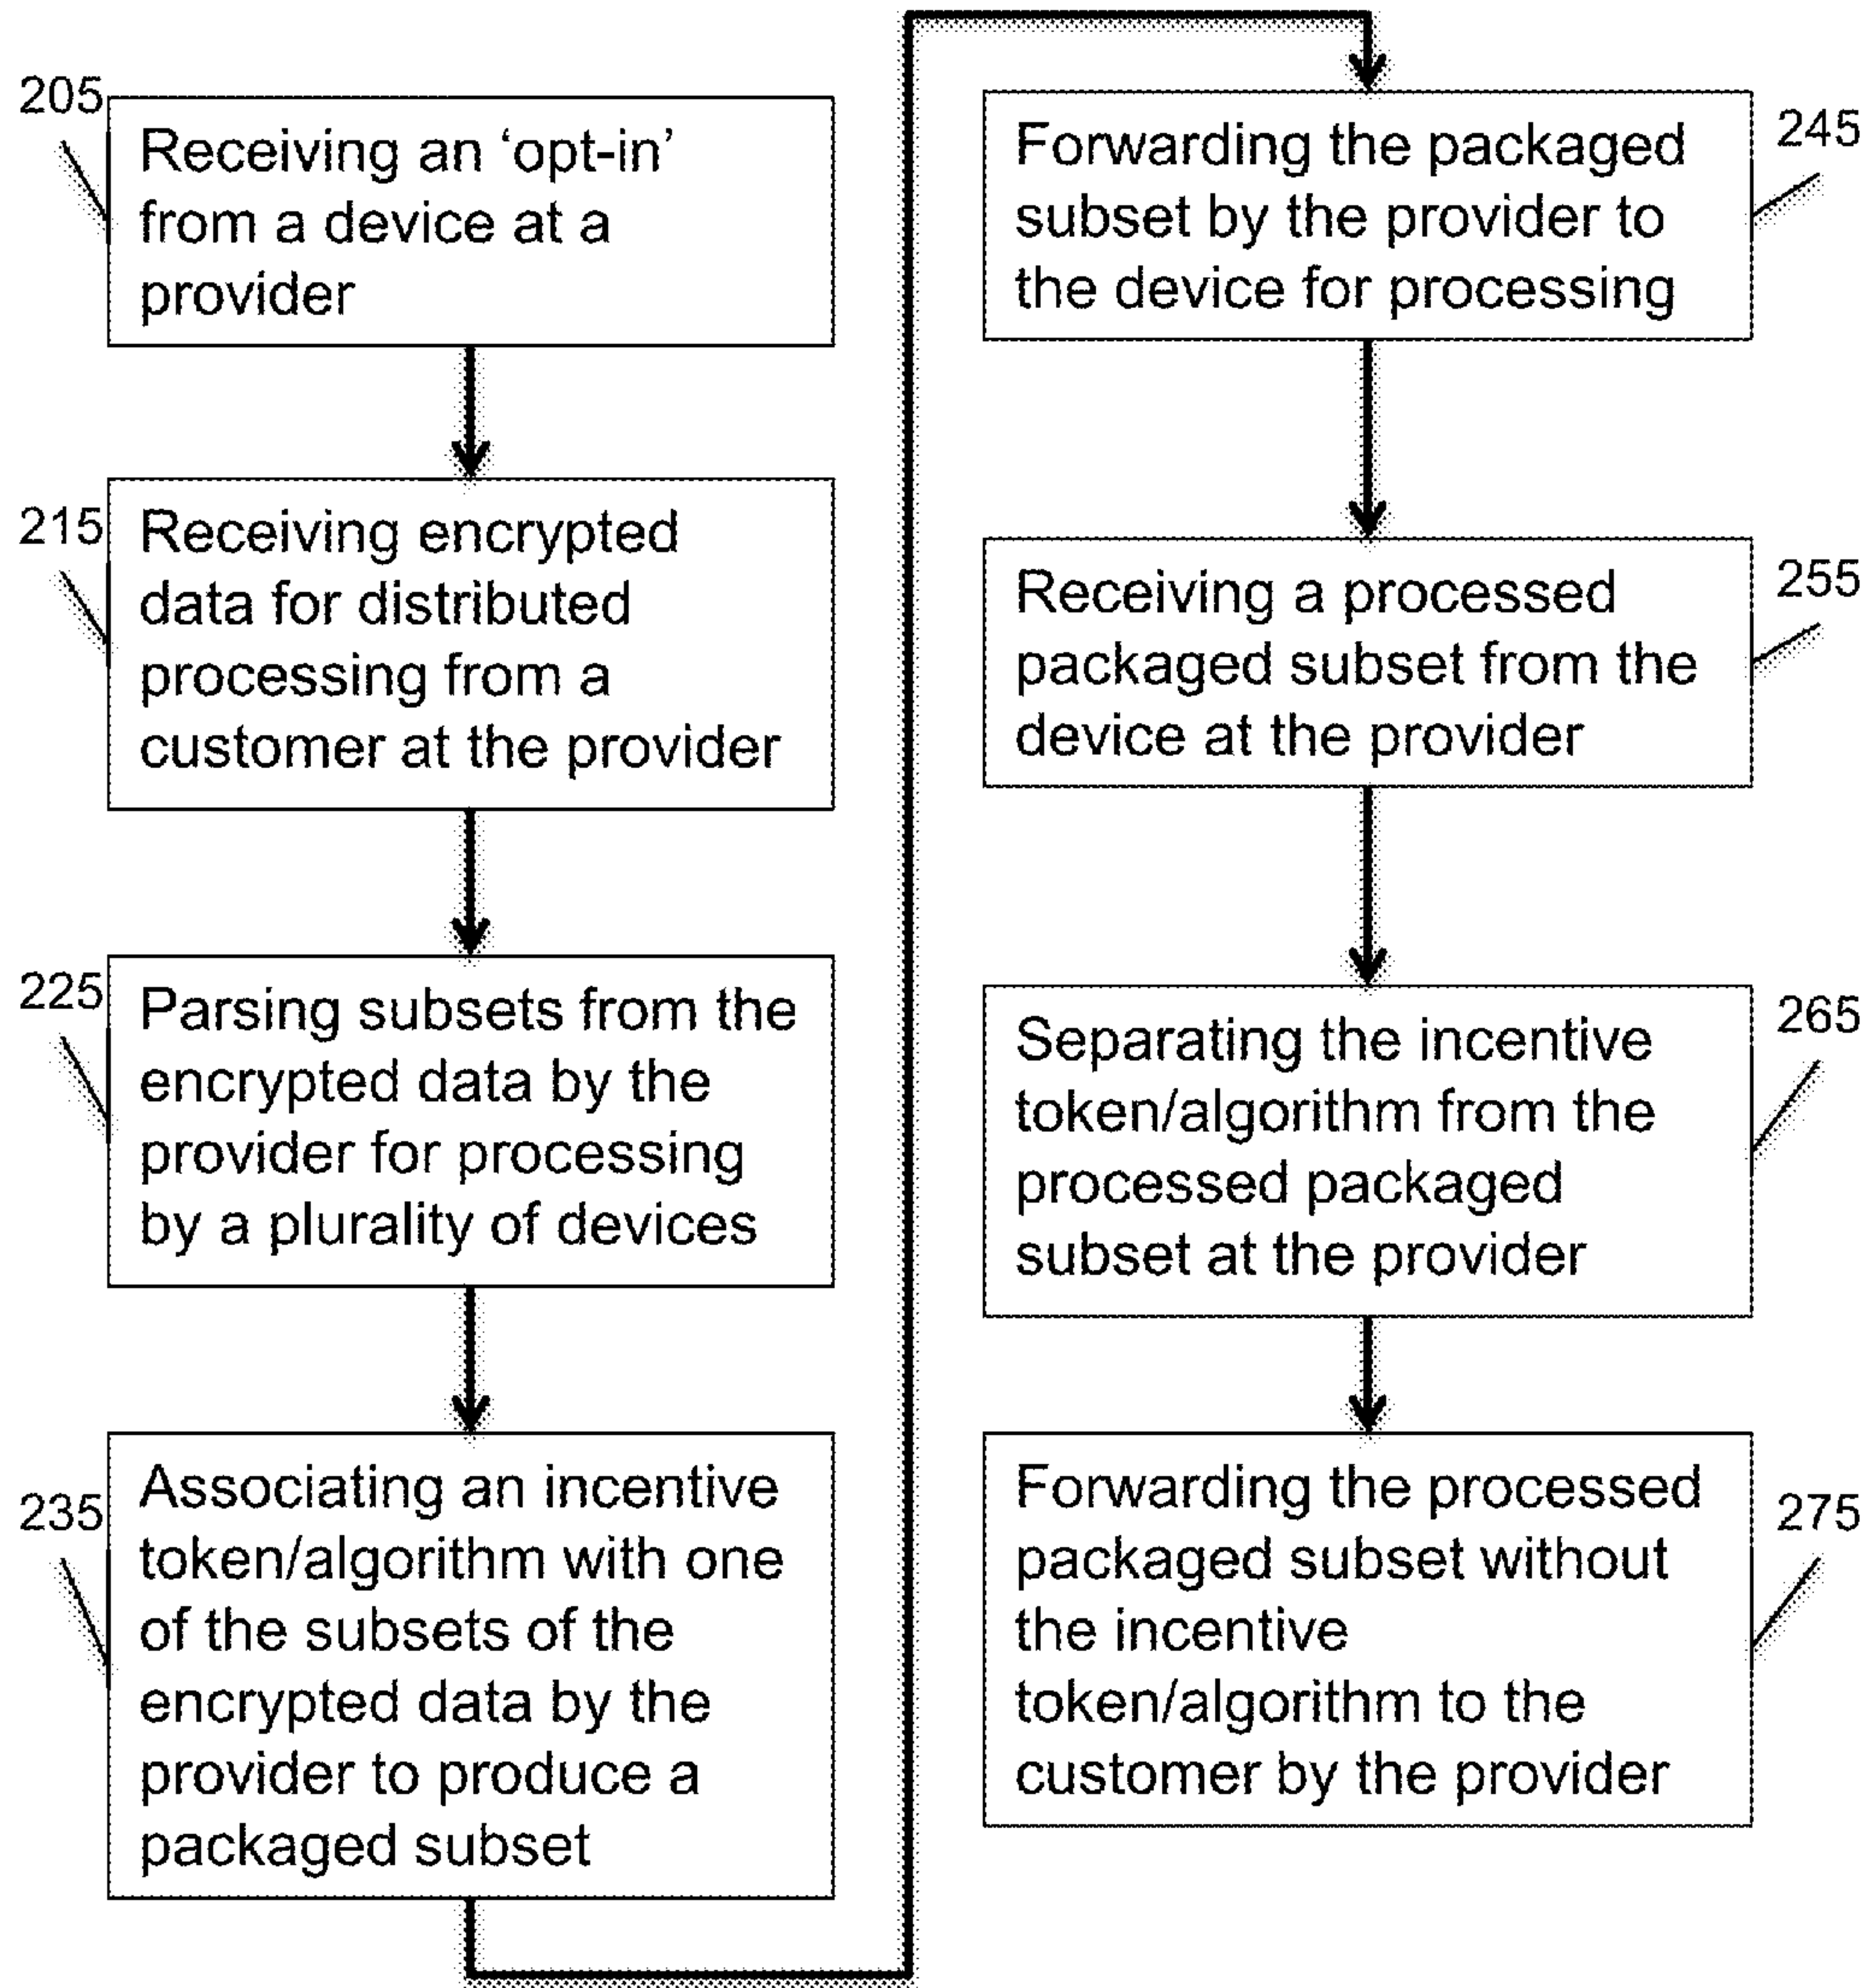 205
Receiving an ‘opt-in’
from a device at a
provider
215
Receiving encrypted
data for distributed
processing from a
customer at the provider
225
Parsing subsets from the
encrypted data by the
provider for processing
by a plurality of devices
235
Associating an incentive
token/algorithm with one
of the subsets of the
encrypted data by the
provider to produce a
packaged subset
245
Forwarding the packaged
subset by the provider to
the device for processing
255
Receiving a processed
packaged subset from the
device at the provider
265
Separating the incentive
token/algorithm from the
processed packaged
subset at the provider
275
Forwarding the processed
packaged subset without
the incentive
token/algorithm to the
customer by the provider